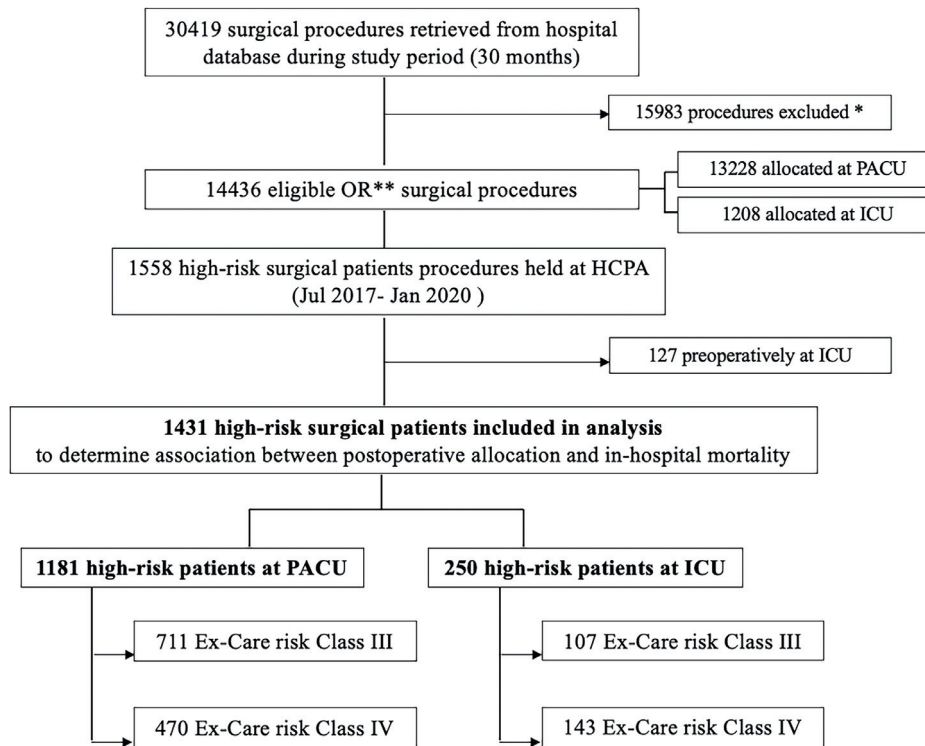 30419 surgical procedures retrieved from hospital
database during study period (30 months)
15983 procedures excluded *
14436 eligible OR** surgical procedures
13228 allocated at PACU
1208 allocated at ICU
1558 high-risk surgical patients procedures held at HCPA
(Jul 2017- Jan 2020 )
127 preoperatively at ICU
1431 high-risk surgical patients included in analysis
to determine association between postoperative allocation and in-hospital mortality
1181 high-risk patients at PACU
250 high-risk patients at ICU
711 Ex-Care risk Class III
107 Ex-Care risk Class III
470 Ex-Care risk Class IV
143 Ex-Care risk Class IV